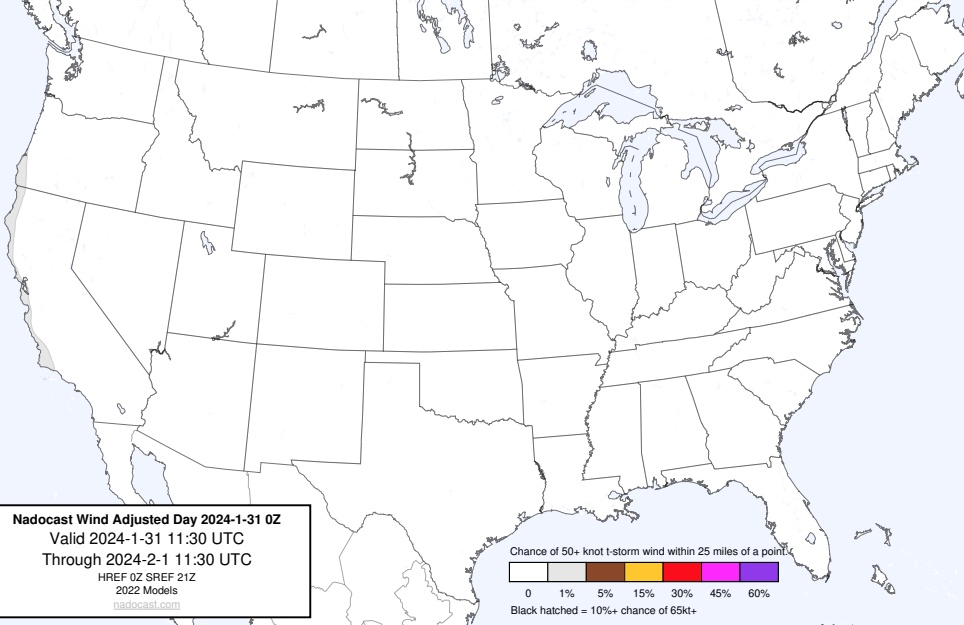 Nadocast Wind Adjusted Day 2024-1-31 0Z
Valid 2024-1-31 11:30 UTC
Through 2024-2-1 11:30 UTC
HREF 0Z SREF 21Z
2022 Models
nadocast.com
Chance of 50+ knot t-storm wind within 25 miles of a point.
0 1% 5% 15% 30% 45% 60%
Black hatched = 10%+ chance of 65kt+